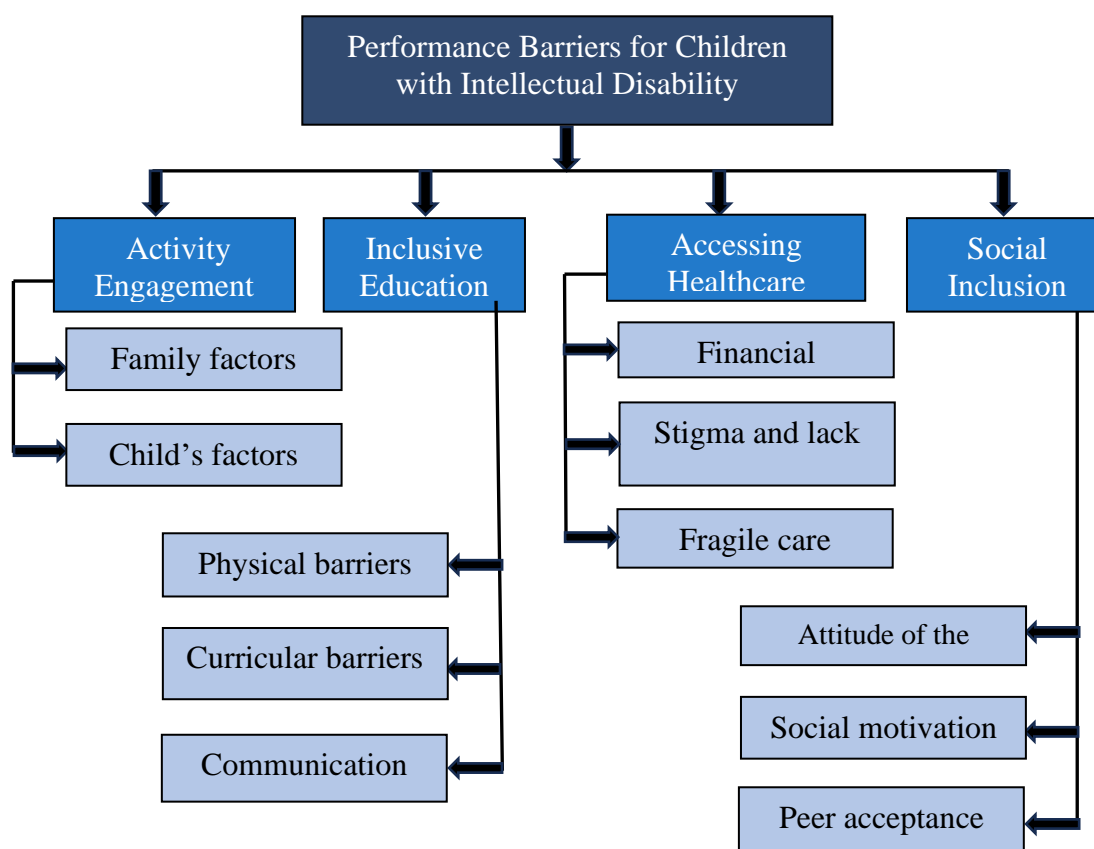 Performance Barriers for Children
with Intellectual Disability
Activity
Engagement
Family factors
Child’s factors
Inclusive
Education
Physical barriers
Curricular barriers
Communication
Accessing
Healthcare
Financial
Stigma and lack
Fragile care
Social
Inclusion
Attitude of the
Social motivation
Peer acceptance